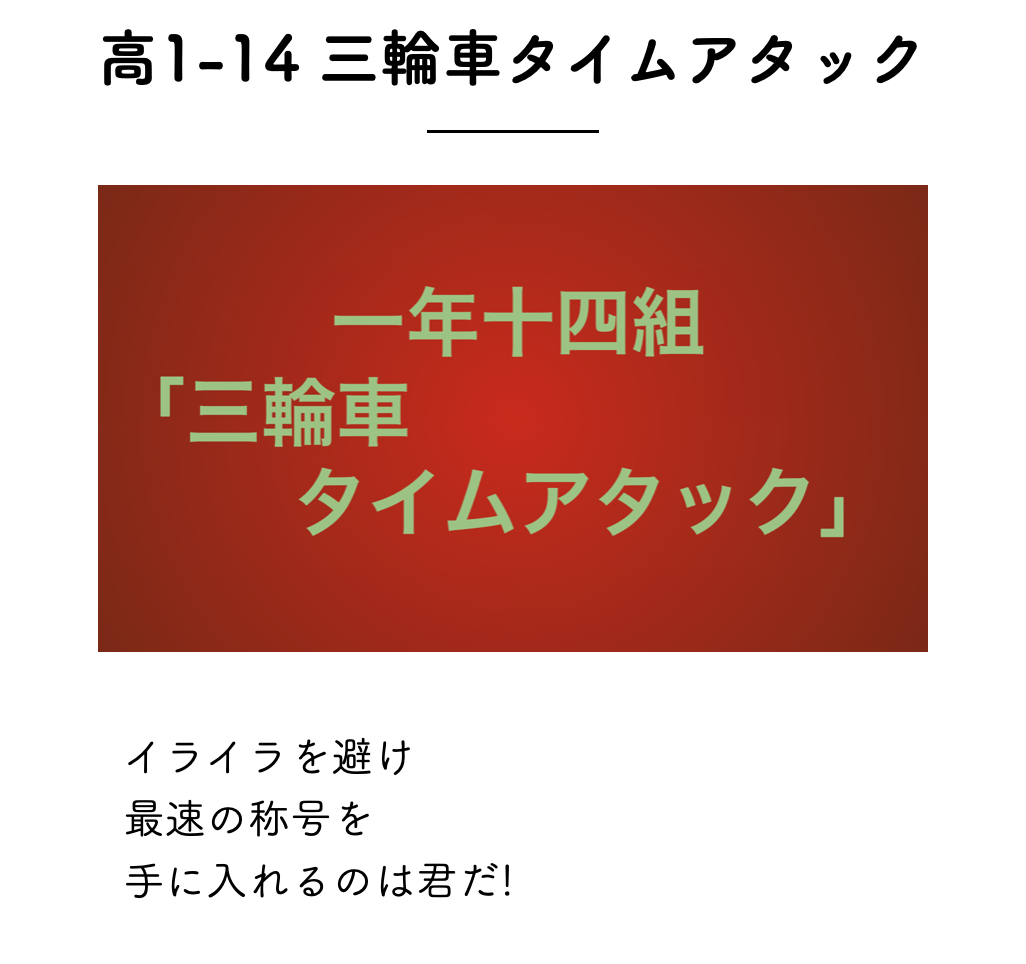 高1-14 三輪車タイムアタック
一年十四組
「三輪車
タイムアタック」
イライラを避け
最速の称号を
手に入れるのは君だ!